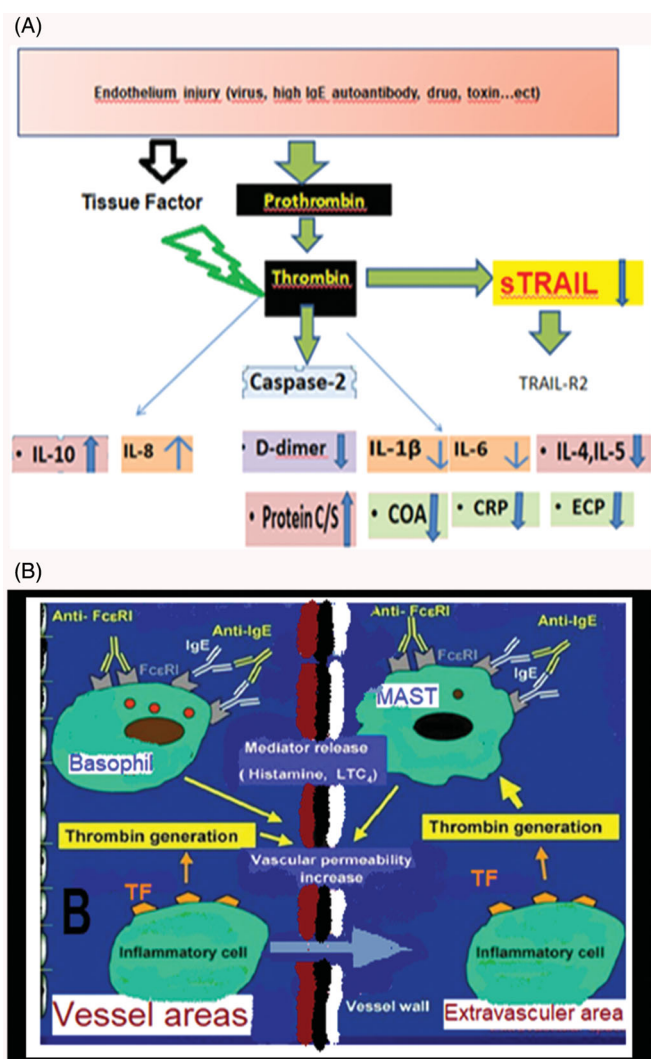 (A)
Endothelium injury (virus, high IgE autoantibody, drug, toxin...ect)
Tissue Factor
Prothrombin
Thrombin
sTRAIL
Caspase-2
TRAIL-R2
• IL-10
IL-8
• D-dimer
IL-1β
IL-6
• IL-4,IL-5
• Protein C/S
• COA
• CRP
• ECP
(B)
Anti- FcεRI
IgE
Anti-IgE
FcεRI
Basophil
Anti- FcεRI
Anti-IgE
FcεRI
IgE
MAST
Mediator release
( Histamine, LTC4)
Thrombin generation
Thrombin generation
Vascular permeability
increase
TF
TF
B
Inflammatory cell
Inflammatory cell
Vessel areas
Vessel wall
Extravasculer area